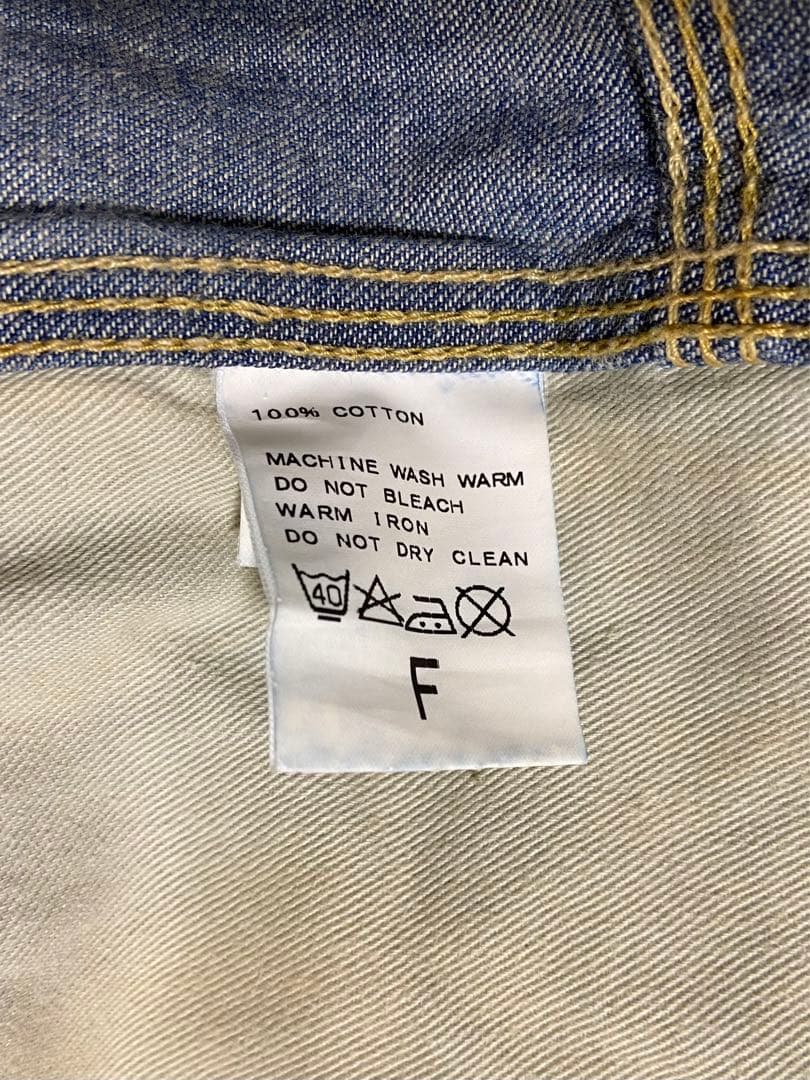 100% COTTON
MACHINE WASH WARM
DO NOT BLEACH
WARM IRON
DO NOT DRY CLEAN
40
F